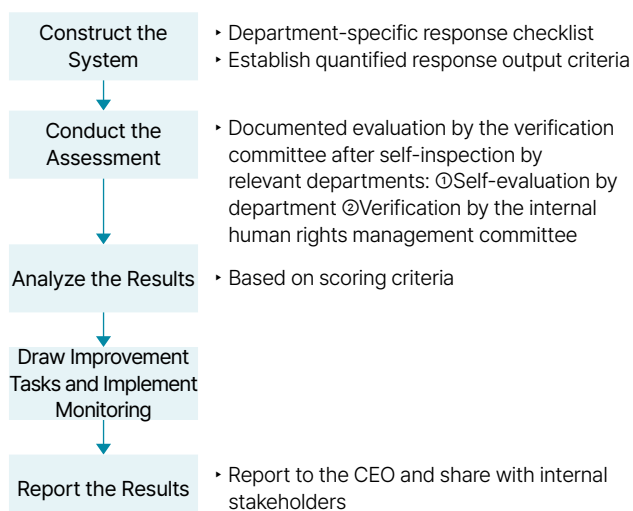 Construct the
System
‣ Department-specific response checklist
‣ Establish quantified response output criteria
Conduct the
Assessment
‣ Documented evaluation by the verification
committee after self-inspection by
relevant departments: ①Self-evaluation by
department ②Verification by the internal
human rights management committee
Analyze the Results
‣ Based on scoring criteria
Draw Improvement
Tasks and Implement
Monitoring
Report the Results
‣ Report to the CEO and share with internal
stakeholders